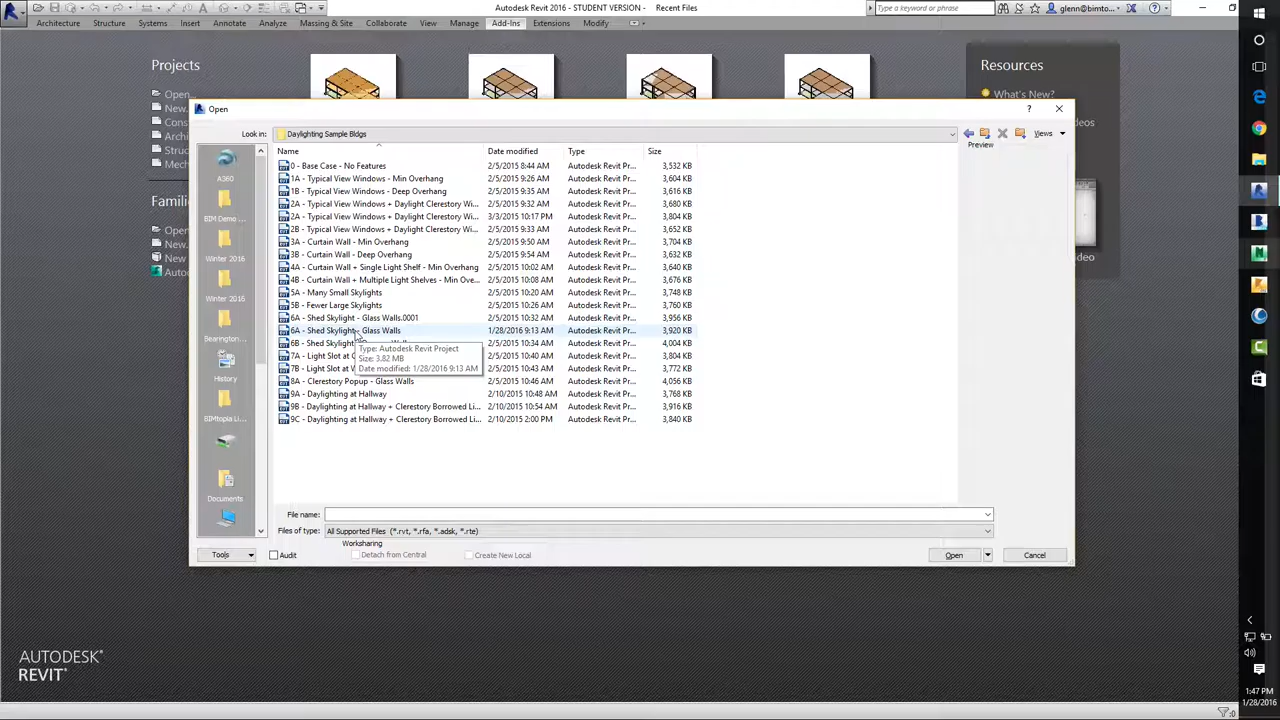 Autodesk Revit 2016 - STUDENT VERSION - Recent Files
Type a keyword or phrase
glenn@bimto...
Architecture Structure Systems Insert Annotate Analyze Massing & Site Collaborate View Manage Add-Ins Extensions Modify
Projects
Resources
Open...
New...
What's New?
Open
Look in: Daylighting Sample Bldgs
Views
Name Date modified Type Size
Preview
0 - Base Case - No Features 2/5/2015 8:44 AM Autodesk Revit Pr... 3,532 KB
1A - Typical View Windows - Min Overhang 2/5/2015 9:26 AM Autodesk Revit Pr... 3,604 KB
1B - Typical View Windows - Deep Overhang 2/5/2015 9:35 AM Autodesk Revit Pr... 3,616 KB
2A - Typical View Windows + Daylight Clerestory Wi... 2/5/2015 9:32 AM Autodesk Revit Pr... 3,680 KB
2A - Typical View Windows + Daylight Clerestory Wi... 3/3/2015 10:17 PM Autodesk Revit Pr... 3,804 KB
2B - Typical View Windows + Daylight Clerestory Wi... 2/5/2015 9:33 AM Autodesk Revit Pr... 3,652 KB
3A - Curtain Wall - Min Overhang 2/5/2015 9:50 AM Autodesk Revit Pr... 3,704 KB
3B - Curtain Wall - Deep Overhang 2/5/2015 9:54 AM Autodesk Revit Pr... 3,632 KB
4A - Curtain Wall + Single Light Shelf - Min Overhang 2/5/2015 10:02 AM Autodesk Revit Pr... 3,640 KB
4B - Curtain Wall + Multiple Light Shelves - Min Ove... 2/5/2015 10:08 AM Autodesk Revit Pr... 3,676 KB
5A - Many Small Skylights 2/5/2015 10:20 AM Autodesk Revit Pr... 3,748 KB
5B - Fewer Large Skylights 2/5/2015 10:26 AM Autodesk Revit Pr... 3,760 KB
6A - Shed Skylight - Glass Walls.0001 2/5/2015 10:32 AM Autodesk Revit Pr... 3,956 KB
6A - Shed Skylight - Glass Walls 1/28/2016 9:13 AM Autodesk Revit Pr... 3,920 KB
6B - Shed Skylight 2/5/2015 10:34 AM Autodesk Revit Pr... 4,004 KB
7A - Light Slot at 2/5/2015 10:40 AM Autodesk Revit Pr... 3,804 KB
7B - Light Slot at 2/5/2015 10:43 AM Autodesk Revit Pr... 3,772 KB
8A - Clerestory Popup - Glass Walls 2/5/2015 10:46 AM Autodesk Revit Pr... 4,056 KB
9A - Daylighting at Hallway 2/10/2015 10:48 AM Autodesk Revit Pr... 3,768 KB
9B - Daylighting at Hallway + Clerestory Borrowed Li... 2/10/2015 10:54 AM Autodesk Revit Pr... 3,916 KB
9C - Daylighting at Hallway + Clerestory Borrowed Li... 2/10/2015 2:00 PM Autodesk Revit Pr... 3,840 KB
Type: Autodesk Revit Project
Size: 3.82 MB
Date modified: 1/28/2016 9:13 AM
A360
BIM Demo ...
Winter 2016
Winter 2016
Bearington...
History
BIMtopia Li...
Documents
File name:
Files of type: All Supported Files (*.rvt, *.rfa, *.adsk, *.rte)
Worksharing
Tools Audit Detach from Central Create New Local Open Cancel
Open...
New...
New
AUTODESK
REVIT
1:47 PM
1/28/2016